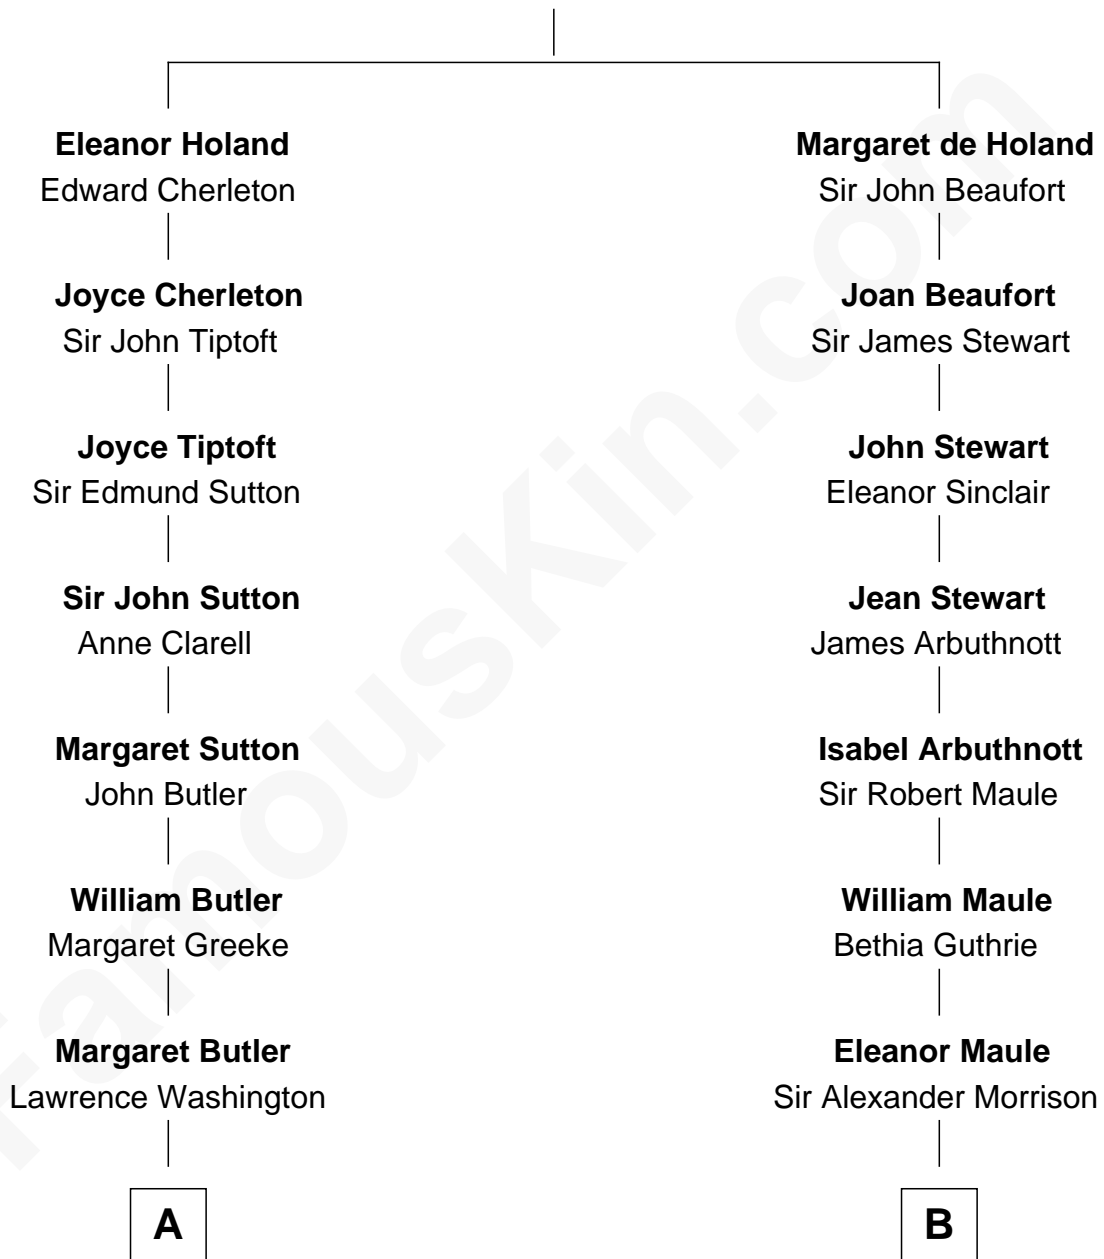 Eleanor Holand
Edward Cherleton
Joyce Cherleton
Sir John Tiptoft
Joyce Tiptoft
Sir Edmund Sutton
Sir John Sutton
Anne Clarell
Margaret Sutton
John Butler
William Butler
Margaret Greeke
Margaret Butler
Lawrence Washington
A
Margaret de Holand
Sir John Beaufort
Joan Beaufort
Sir James Stewart
John Stewart
Eleanor Sinclair
Jean Stewart
James Arbuthnott
Isabel Arbuthnott
Sir Robert Maule
William Maule
Bethia Guthrie
Eleanor Maule
Sir Alexander Morrison
B
FamousKin.com